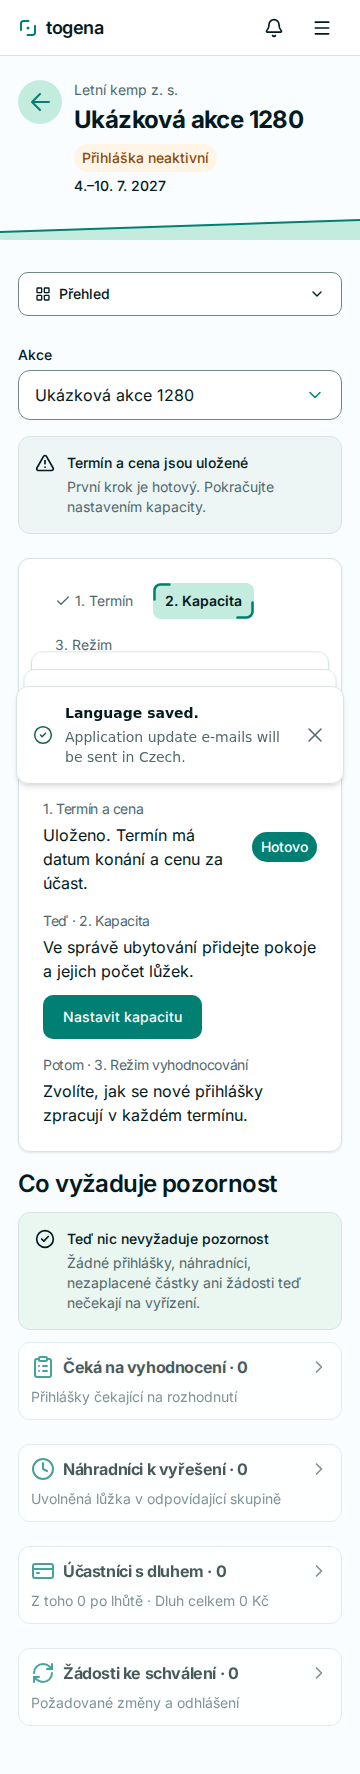 togena
Letní kemp z. s.
Ukázková akce 1280
Přihláška neaktivní
4.–10. 7. 2027
Přehled
Akce
Ukázková akce 1280
Termín a cena jsou uložené
První krok je hotový. Pokračujte
nastavením kapacity.
1. Termín
2. Kapacita
3. Režim
Language saved.
Application update e-mails will
be sent in Czech.
1. Termín a cena
Uloženo. Termín má
datum konání a cenu za
účast.
Hotovo
Teď · 2. Kapacita
Ve správě ubytování přidejte pokoje
a jejich počet lůžek.
Nastavit kapacitu
Potom · 3. Režim vyhodnocování
Zvolíte, jak se nové přihlášky
zpracují v každém termínu.
Co vyžaduje pozornost
Teď nic nevyžaduje pozornost
Žádné přihlášky, náhradníci,
nezaplacené částky ani žádosti teď
nečekají na vyřízení.
Čeká na vyhodnocení · 0
Přihlášky čekající na rozhodnutí
Náhradníci k vyřešení · 0
Uvolněná lůžka v odpovídající skupině
Účastníci s dluhem · 0
Z toho 0 po lhůtě · Dluh celkem 0 Kč
Žádosti ke schválení · 0
Požadované změny a odhlášení